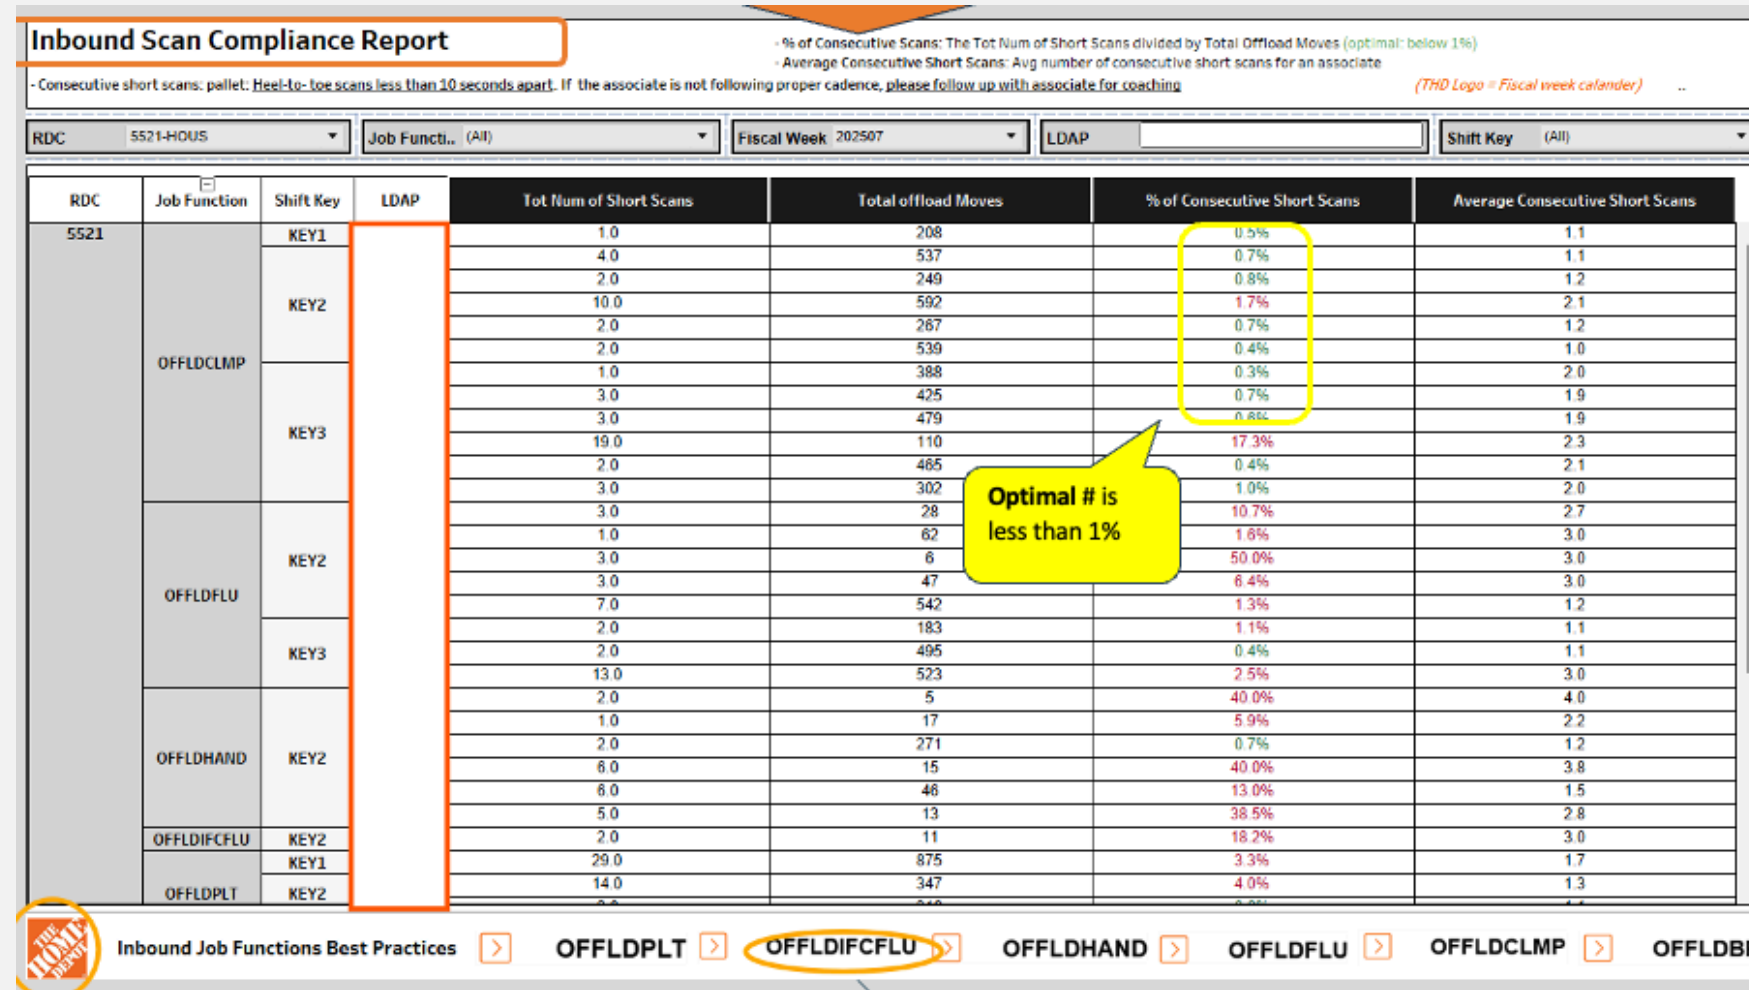 Inbound Scan Compliance Report
- % of Consecutive Scans: The Tot Num of Short Scans divided by Total Offload Moves (optimal: below 1%)
- Average Consecutive Short Scans: Avg number of consecutive short scans for an associate
- Consecutive short scans: pallet: Heel-to- toe scans less than 10 seconds apart. If the associate is not following proper cadence, please follow up with associate for coaching (THD Logo = Fiscal week calander) ..
RDC 5521-HOUS Job Functi.. (All) Fiscal Week 202507 LDAP Shift Key (All)
RDC Job Function Shift Key LDAP Tot Num of Short Scans Total offload Moves % of Consecutive Short Scans Average Consecutive Short Scans
5521 OFFLDCLMP KEY1 1.0 208 0.5% 1.1
KEY2 4.0 537 0.7% 1.1
2.0 249 0.8% 1.2
10.0 592 1.7% 2.1
2.0 267 0.7% 1.2
2.0 539 0.4% 1.0
KEY3 1.0 388 0.3% 2.0
3.0 425 0.7% 1.9
3.0 479 0.6% 1.9
19.0 110 17.3% 2.3
2.0 465 0.4% 2.1
3.0 302 1.0% 2.0
OFFLDFLU KEY2 3.0 28 10.7% 2.7
1.0 62 1.6% 3.0
3.0 6 50.0% 3.0
3.0 47 6.4% 3.0
7.0 542 1.3% 1.2
KEY3 2.0 183 1.1% 1.1
2.0 495 0.4% 1.1
13.0 523 2.5% 3.0
OFFLDHAND KEY2 2.0 5 40.0% 4.0
1.0 17 5.9% 2.2
2.0 271 0.7% 1.2
6.0 15 40.0% 3.8
6.0 46 13.0% 1.5
5.0 13 38.5% 2.8
OFFLDIFCFLU KEY2 2.0 11 18.2% 3.0
OFFLDPLT KEY1 29.0 875 3.3% 1.7
KEY2 14.0 347 4.0% 1.3
Optimal # is
less than 1%
THE HOME DEPOT
Inbound Job Functions Best Practices OFFLDPLT OFFLDIFCFLU OFFLDHAND OFFLDFLU OFFLDCLMP